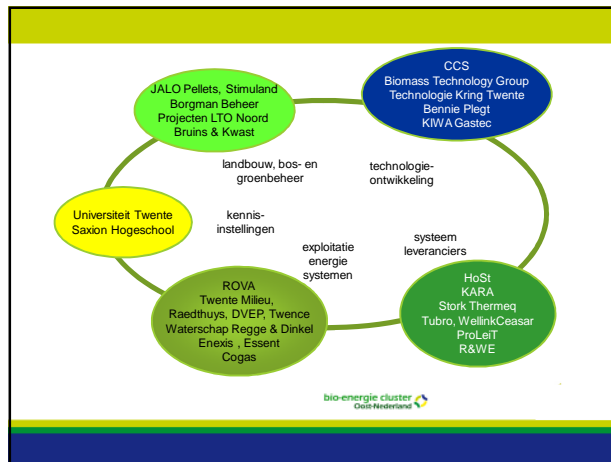 CCS
Biomass Technology Group
Technologie Kring Twente
Bennie Plegt
KIWA Gastec
JALO Pellets, Stimuland
Borgman Beheer
Projecten LTO Noord
Bruins & Kwast
landbouw, bos- en
groenbeheer
technologie-
ontwikkeling
Universiteit Twente
Saxion Hogeschool
kennis-
instellingen
exploitatie
energie
systemen
systeem
leveranciers
ROVA
Twente Milieu,
Raedthuys, DVEP, Twence
Waterschap Regge & Dinkel
Enexis , Essent
Cogas
HoSt
KARA
Stork Thermeq
Tubro, WellinkCeasar
ProLeiT
R&WE
bio-energie cluster
Oost-Nederland